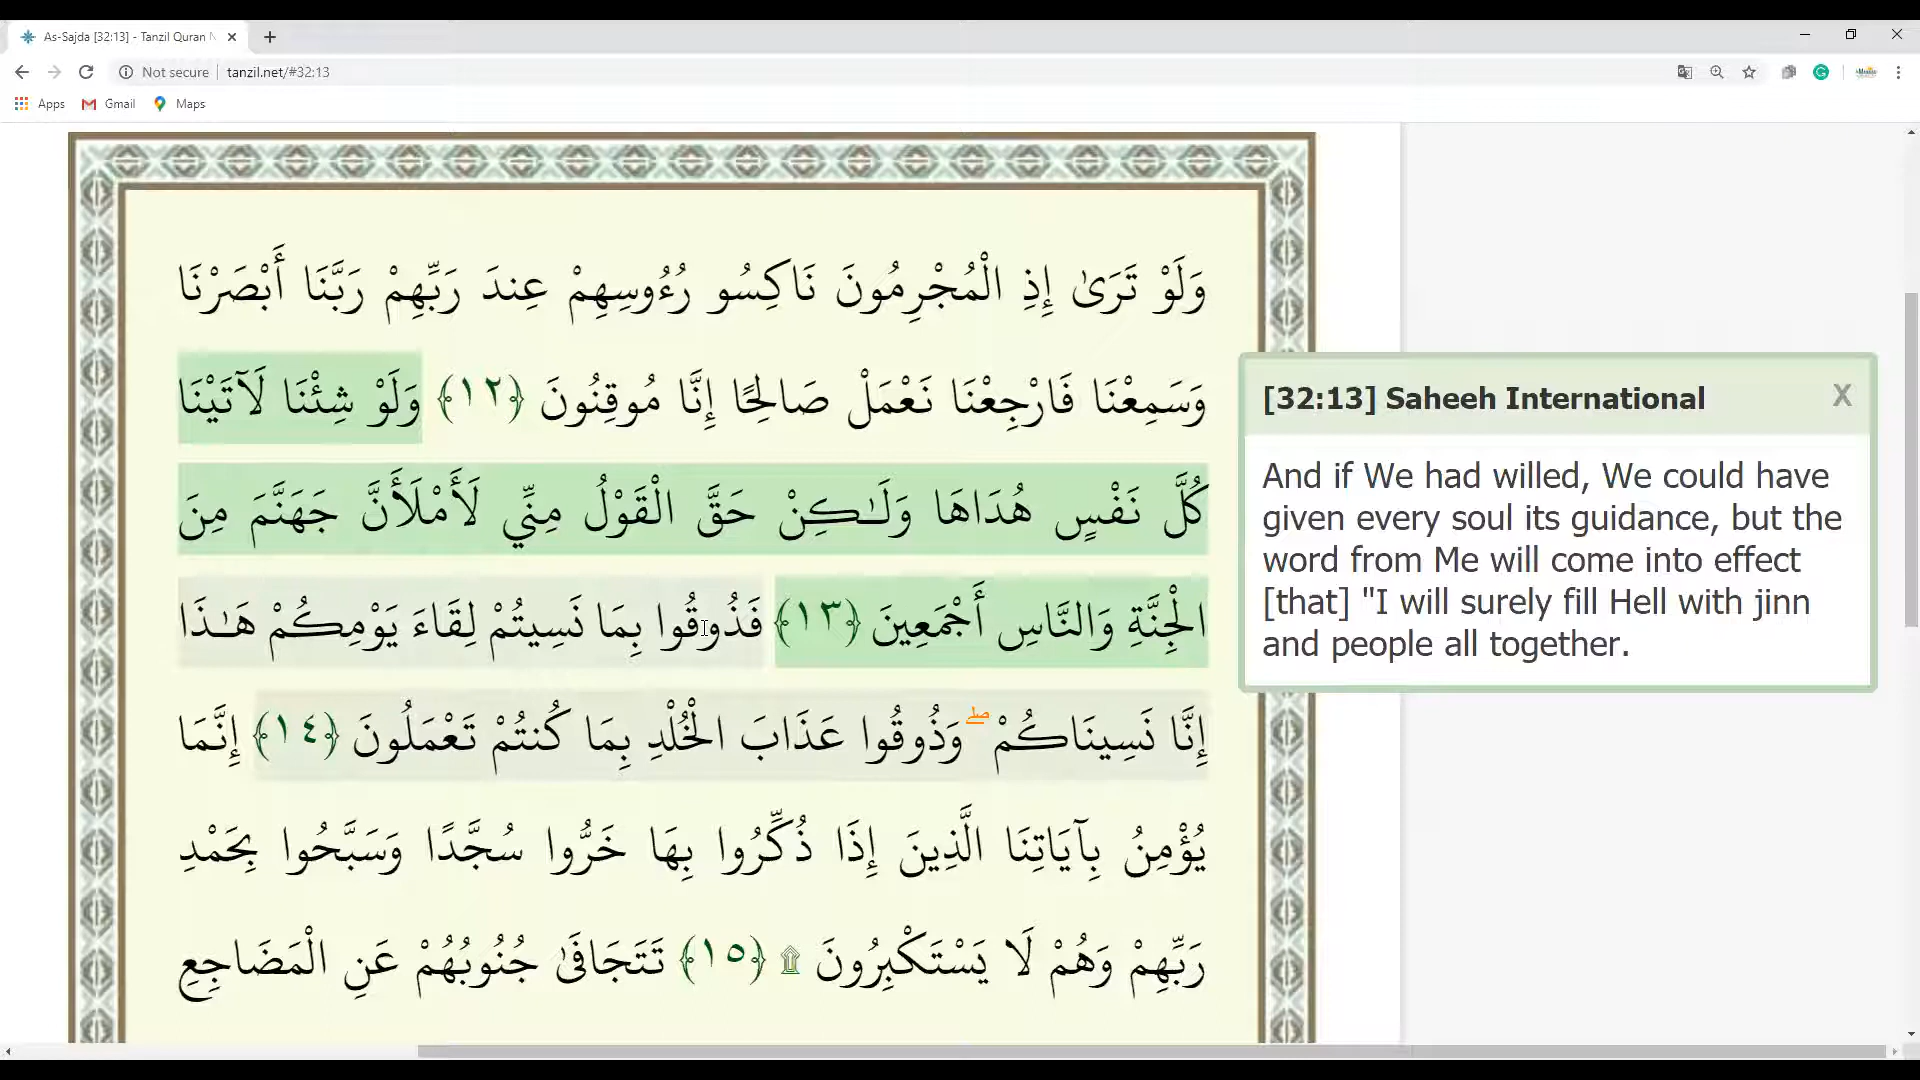 As-Sajda [32:13] - Tanzil Quran N
Not secure
tanzil.net/#32:13
Apps
Gmail
Maps
وَلَوْ تَرَىٰ إِذِ الْمُجْرِمُونَ نَاكِسُو رُءُوسِهِمْ عِندَ رَبِّهِمْ رَبَّنَا أَبْصَرْنَا
وَسَمِعْنَا فَارْجِعْنَا نَعْمَلْ صَالِحًا إِنَّا مُوقِنُونَ ﴿١٢﴾ وَلَوْ شِئْنَا لَآتَيْنَا
كُلَّ نَفْسٍ هُدَاهَا وَلَـٰكِنْ حَقَّ الْقَوْلُ مِنِّي لَأَمْلَأَنَّ جَهَنَّمَ مِنَ
الْجِنَّةِ وَالنَّاسِ أَجْمَعِينَ ﴿١٣﴾ فَذُوقُوا بِمَا نَسِيتُمْ لِقَاءَ يَوْمِكُمْ هَـٰذَا
إِنَّا نَسِينَاكُمْ ۖ وَذُوقُوا عَذَابَ الْخُلْدِ بِمَا كُنتُمْ تَعْمَلُونَ ﴿١٤﴾ إِنَّمَا
يُؤْمِنُ بِآيَاتِنَا الَّذِينَ إِذَا ذُكِّرُوا بِهَا خَرُّوا سُجَّدًا وَسَبَّحُوا بِحَمْدِ
رَبِّهِمْ وَهُمْ لَا يَسْتَكْبِرُونَ ۩ ﴿١٥﴾ تَتَجَافَىٰ جُنُوبُهُمْ عَنِ الْمَضَاجِعِ
[32:13] Saheeh International
X
And if We had willed, We could have
given every soul its guidance, but the
word from Me will come into effect
[that] "I will surely fill Hell with jinn
and people all together.